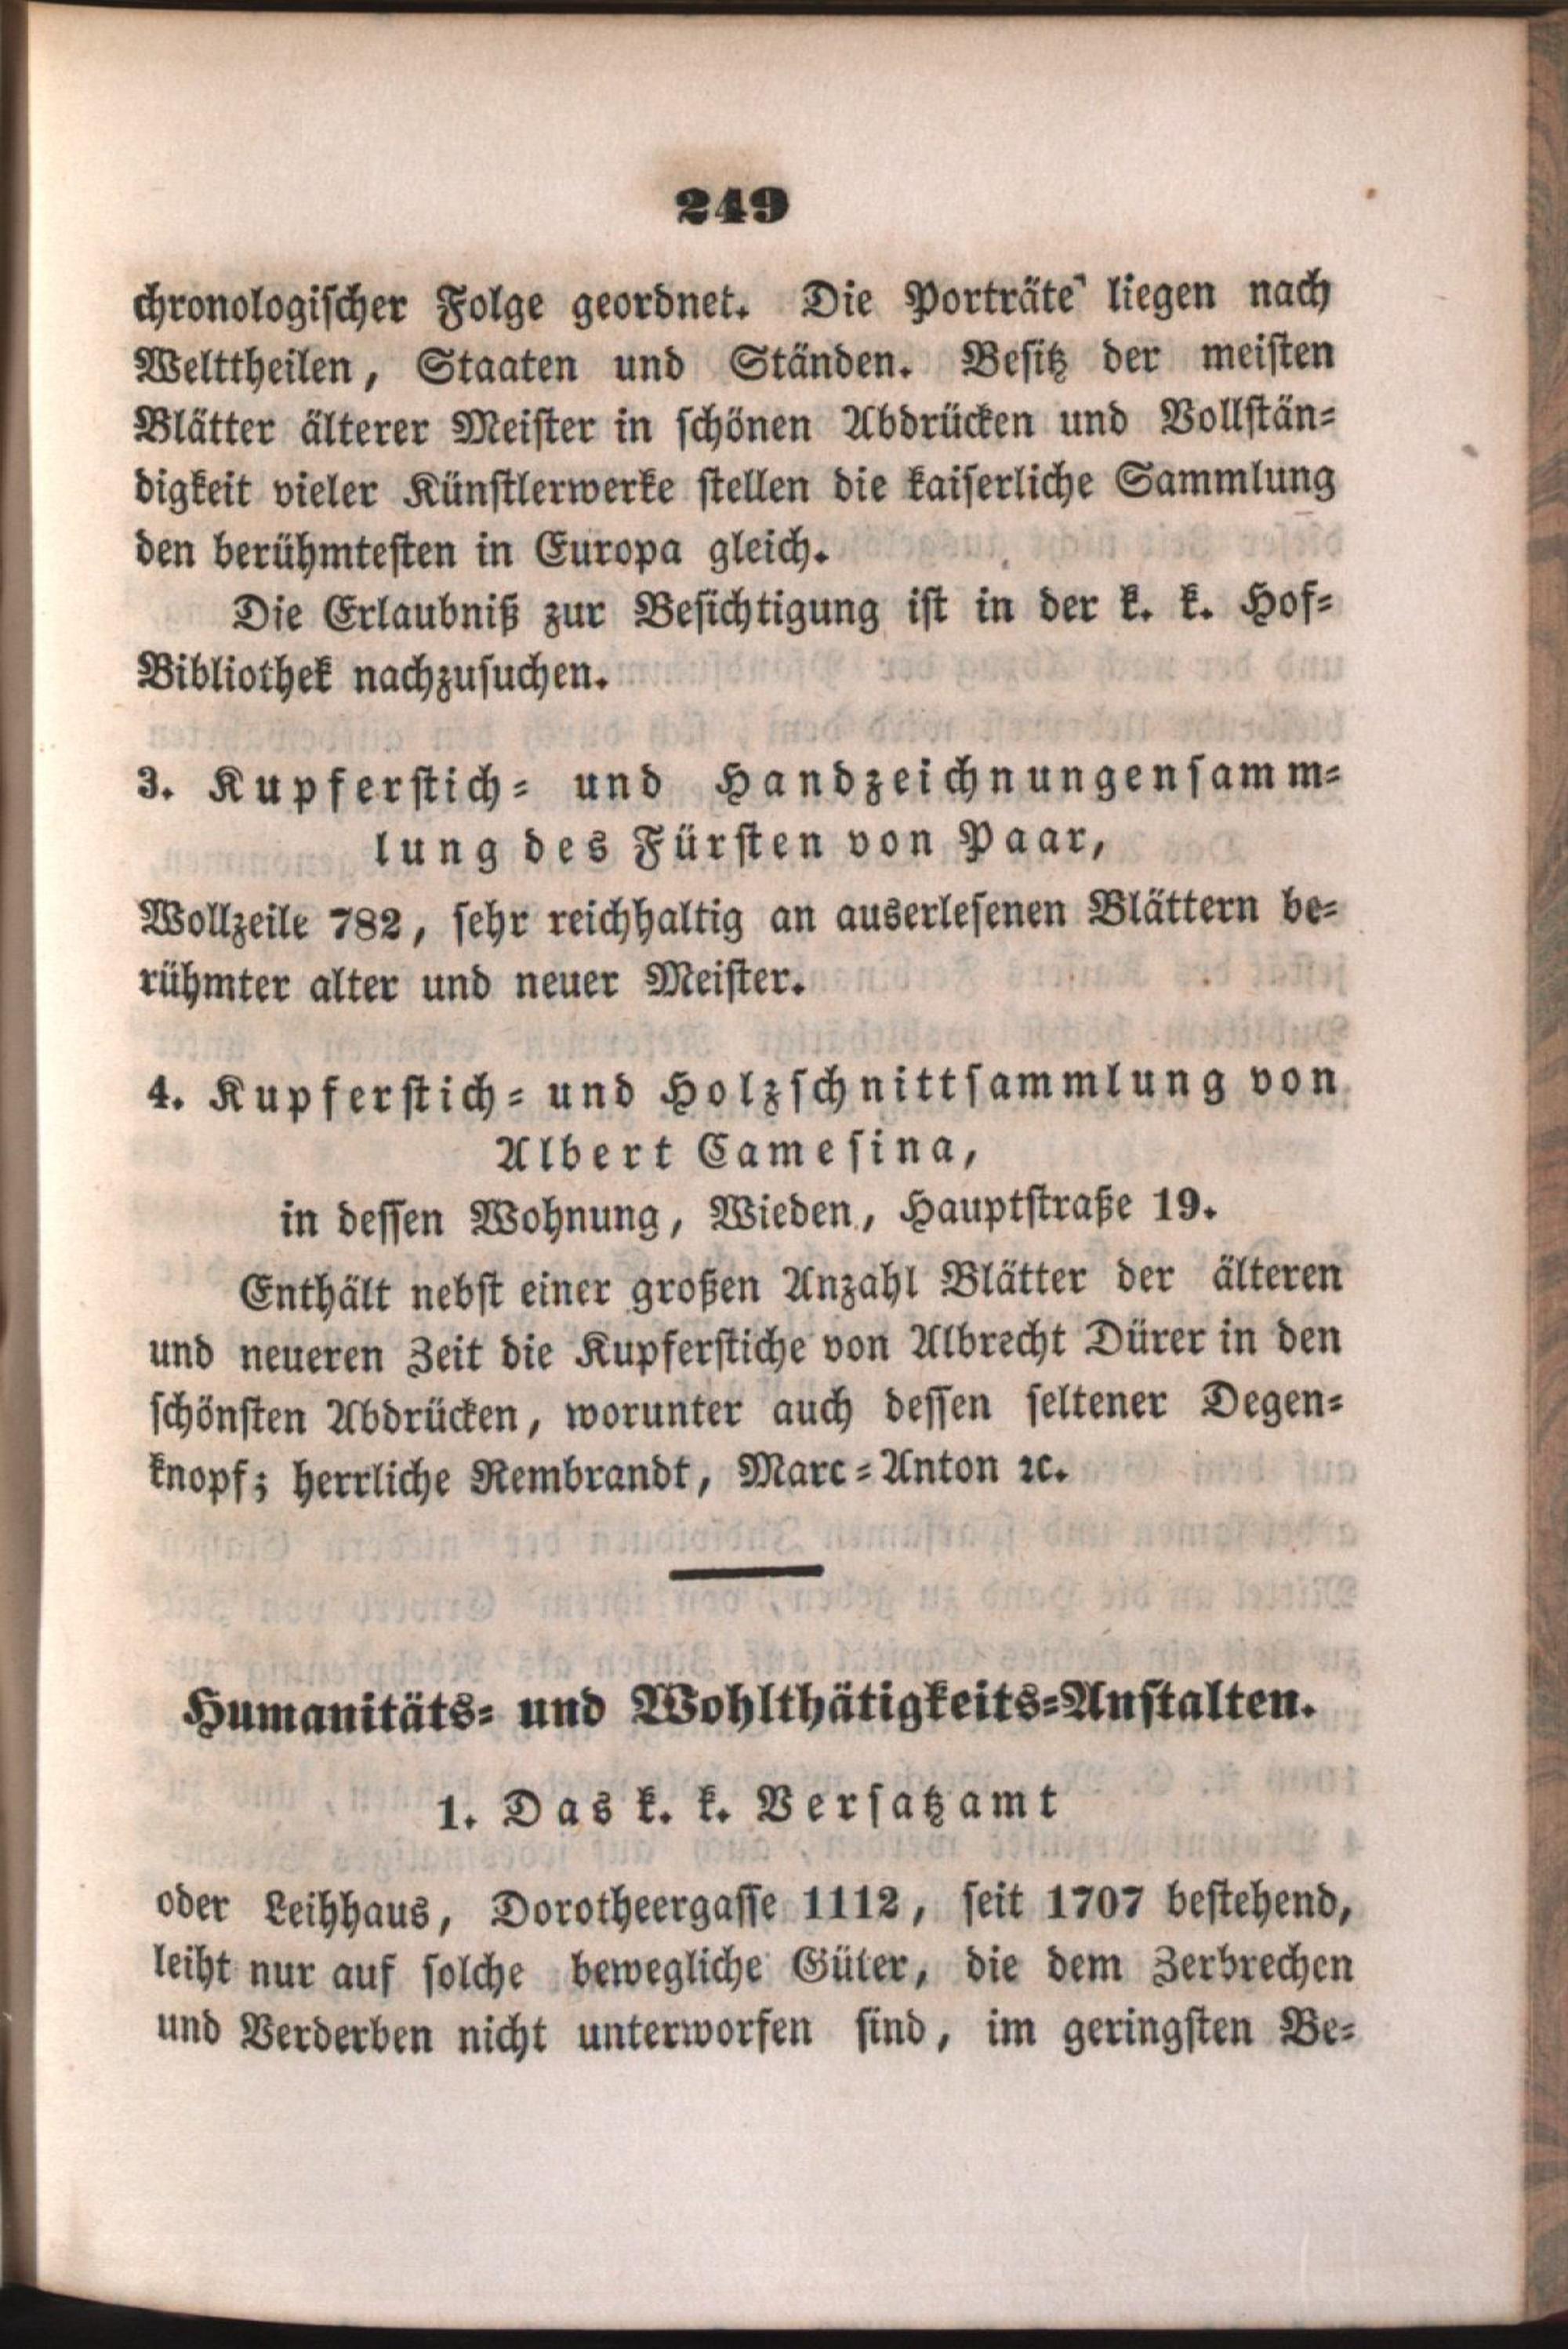 249
chronologischer Folge geordnet. Die Porträte liegen nach
Welttheilen, Staaten und Ständen. Besitz der meisten
Blätter älterer Meister in schönen Abdrücken und Vollstän-
digkeit vieler Künstlerwerke stellen die kaiserliche Sammlung
den berühmtesten in Europa gleich.
Die Erlaubniß zur Besichtigung ist in der k. k. Hof-
Bibliothek nachzusuchen.
3. Kupferstich- und Handzeichnungensamm-
lung des Fürsten von Paar,
Wollzeile 782, sehr reichhaltig an auserlesenen Blättern be-
rühmter alter und neuer Meister.
4. Kupferstich- und Holzschnittsammlung von
Albert Camesina,
in dessen Wohnung, Wieden, Hauptstraße 19.
Enthält nebst einer großen Anzahl Blätter der älteren
und neueren Zeit die Kupferstiche von Albrecht Dürer in den
schönsten Abdrücken, worunter auch dessen seltener Degen-
knopf; herrliche Rembrandt, Marc-Anton ꝛc.
Humanitäts- und Wohlthätigkeits-Anstalten.
1. Das k. k. Versatzamt
oder Leihhaus, Dorotheergasse 1112, seit 1707 bestehend,
leiht nur auf solche bewegliche Güter, die dem Zerbrechen
und Verderben nicht unterworfen sind, im geringsten Be-